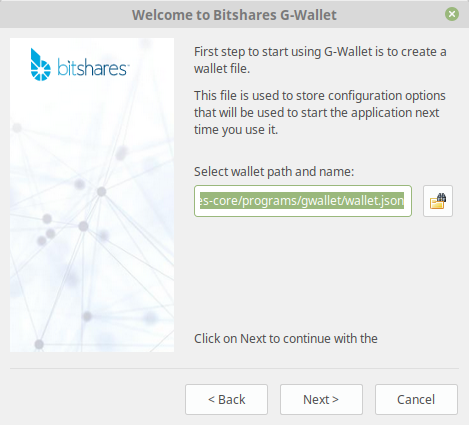 Welcome to Bitshares G-Wallet
bitshares
First step to start using G-Wallet is to create a
wallet file.
This file is used to store configuration options
that will be used to start the application next
time you use it.
Select wallet path and name:
es-core/programs/gwallet/wallet.json
Click on Next to continue with the
< Back
Next >
Cancel